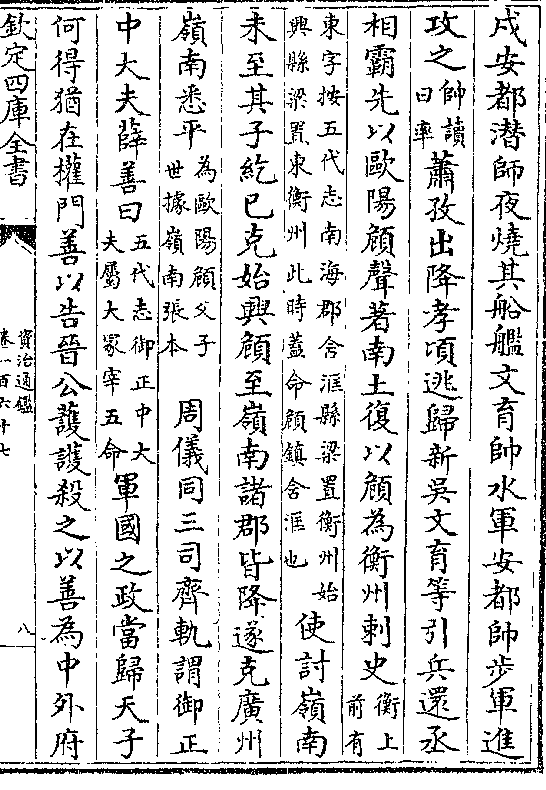 戌安都潜師夜燒其船艦文育帥水軍安都帥步軍進
攻之帥讀曰率蕭孜出降孝頃逃歸新吳文育等引兵還丞
相霸先以歐陽頠聲著南土復以頠為衡州刺史衡上前有
東字按五代志南海郡含洭縣梁置衡州始興縣梁置東衡州此時蓋命頠鎮含洭也使討嶺南
未至其子紇已克始興頠至嶺南諸郡皆降遂克廣州
嶺南悉平為歐陽頠父子世據嶺南張本 周儀同三司齊軌謂御正
中大夫薛善曰五代志御正中大夫屬大冢宰五命軍國之政當歸天子
何得猶在權門善以告晉公護護殺之以善為中外府
欽定四庫全書
資治通鑑
卷一百六十七
八